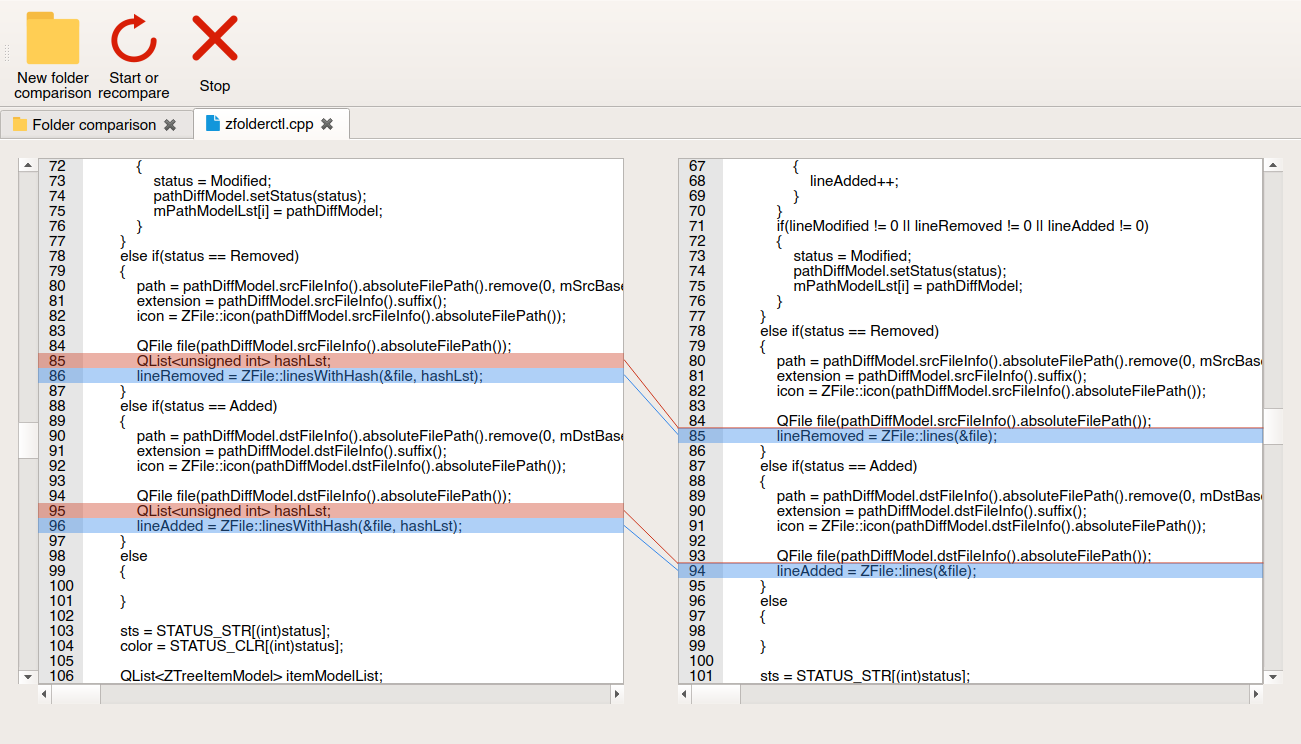 New folder comparison
Start or recompare
Stop
Folder comparison
zfolderctl.cpp
72 {
73 status = Modified;
74 pathDiffModel.setStatus(status);
75 mPathModelLst[i] = pathDiffModel;
76 }
77 }
78 else if(status == Removed)
79 {
80 path = pathDiffModel.srcFileInfo().absoluteFilePath().remove(0, mSrcBase
81 extension = pathDiffModel.srcFileInfo().suffix();
82 icon = ZFile::icon(pathDiffModel.srcFileInfo().absoluteFilePath());
83
84 QFile file(pathDiffModel.srcFileInfo().absoluteFilePath());
85 QList<unsigned int> hashLst;
86 lineRemoved = ZFile::linesWithHash(&file, hashLst);
87 }
88 else if(status == Added)
89 {
90 path = pathDiffModel.dstFileInfo().absoluteFilePath().remove(0, mDstBase
91 extension = pathDiffModel.dstFileInfo().suffix();
92 icon = ZFile::icon(pathDiffModel.dstFileInfo().absoluteFilePath());
93
94 QFile file(pathDiffModel.dstFileInfo().absoluteFilePath());
95 QList<unsigned int> hashLst;
96 lineAdded = ZFile::linesWithHash(&file, hashLst);
97 }
98 else
99 {
100
101 }
102
103 sts = STATUS_STR[(int)status];
104 color = STATUS_CLR[(int)status];
105
106 QList<ZTreeItemModel> itemModelList;
67 {
68 lineAdded++;
69 }
70 }
71 if(lineModified != 0 || lineRemoved != 0 || lineAdded != 0)
72 {
73 status = Modified;
74 pathDiffModel.setStatus(status);
75 mPathModelLst[i] = pathDiffModel;
76 }
77 }
78 else if(status == Removed)
79 {
80 path = pathDiffModel.srcFileInfo().absoluteFilePath().remove(0, mSrcBase
81 extension = pathDiffModel.srcFileInfo().suffix();
82 icon = ZFile::icon(pathDiffModel.srcFileInfo().absoluteFilePath());
83
84 QFile file(pathDiffModel.srcFileInfo().absoluteFilePath());
85 lineRemoved = ZFile::lines(&file);
86 }
87 else if(status == Added)
88 {
89 path = pathDiffModel.dstFileInfo().absoluteFilePath().remove(0, mDstBase
90 extension = pathDiffModel.dstFileInfo().suffix();
91 icon = ZFile::icon(pathDiffModel.dstFileInfo().absoluteFilePath());
92
93 QFile file(pathDiffModel.dstFileInfo().absoluteFilePath());
94 lineAdded = ZFile::lines(&file);
95 }
96 else
97 {
98
99 }
100
101 sts = STATUS_STR[(int)status];